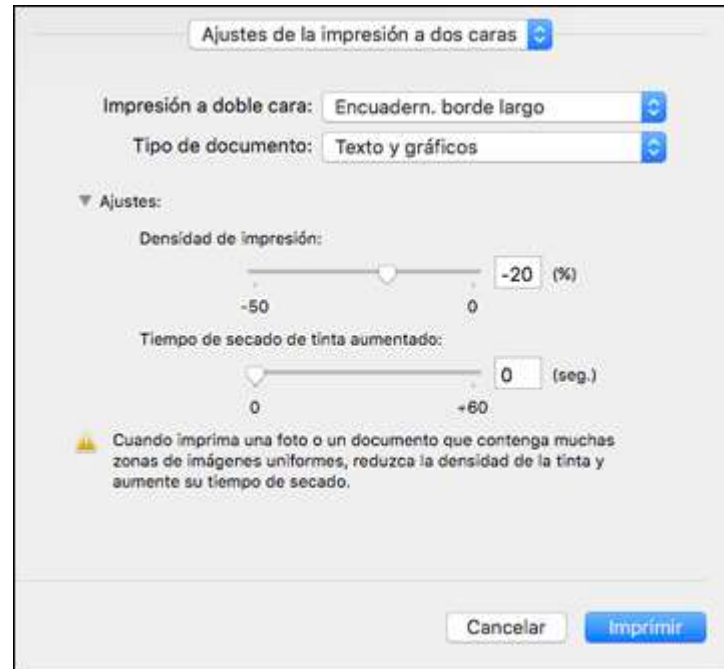 Ajustes de la impresión a dos caras
Impresión a doble cara: Encuadern. borde largo
Tipo de documento: Texto y gráficos
Ajustes:
Densidad de impresión:
-20 (%)
-50 0
Tiempo de secado de tinta aumentado:
0 (seg.)
0 +60
Cuando imprima una foto o un documento que contenga muchas
zonas de imágenes uniformes, reduzca la densidad de la tinta y
aumente su tiempo de secado.
Cancelar Imprimir